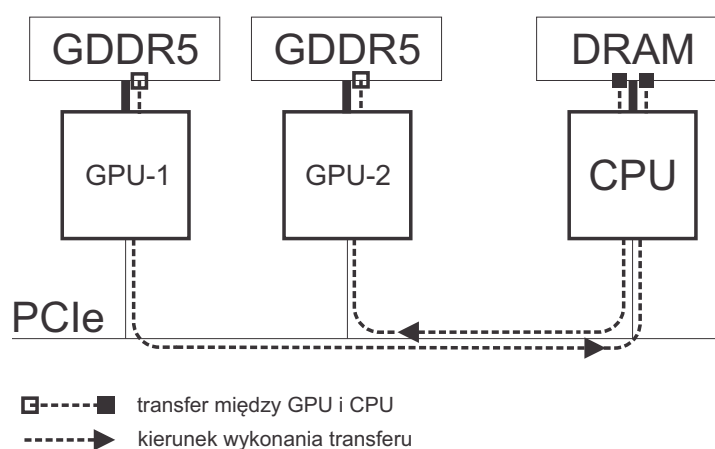 GDDR5 GDDR5 DRAM
GPU-1 GPU-2 CPU
PCIe
transfer między GPU i CPU
kierunek wykonania transferu